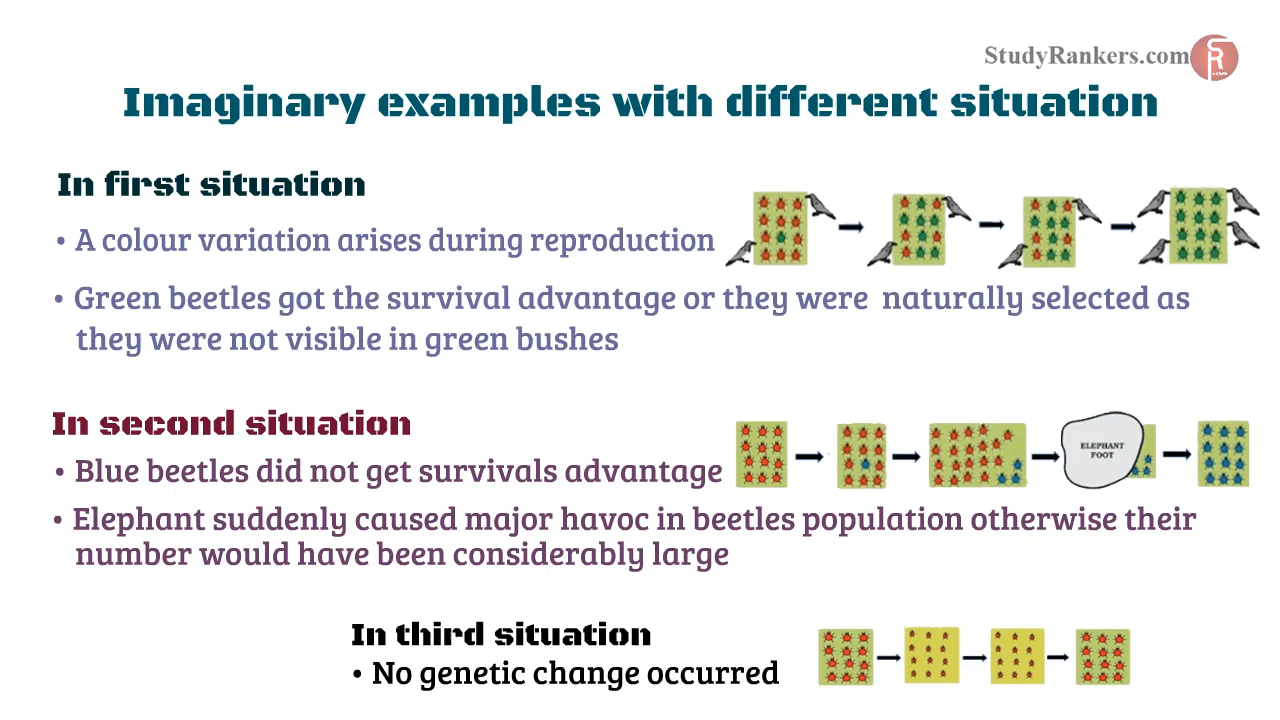 StudyRankers.com
Imaginary examples with different situation
In first situation
• A colour variation arises during reproduction
• Green beetles got the survival advantage or they were naturally selected as
they were not visible in green bushes
In second situation
• Blue beetles did not get survivals advantage
ELEPHANT
FOOT
• Elephant suddenly caused major havoc in beetles population otherwise their
number would have been considerably large
In third situation
• No genetic change occurred